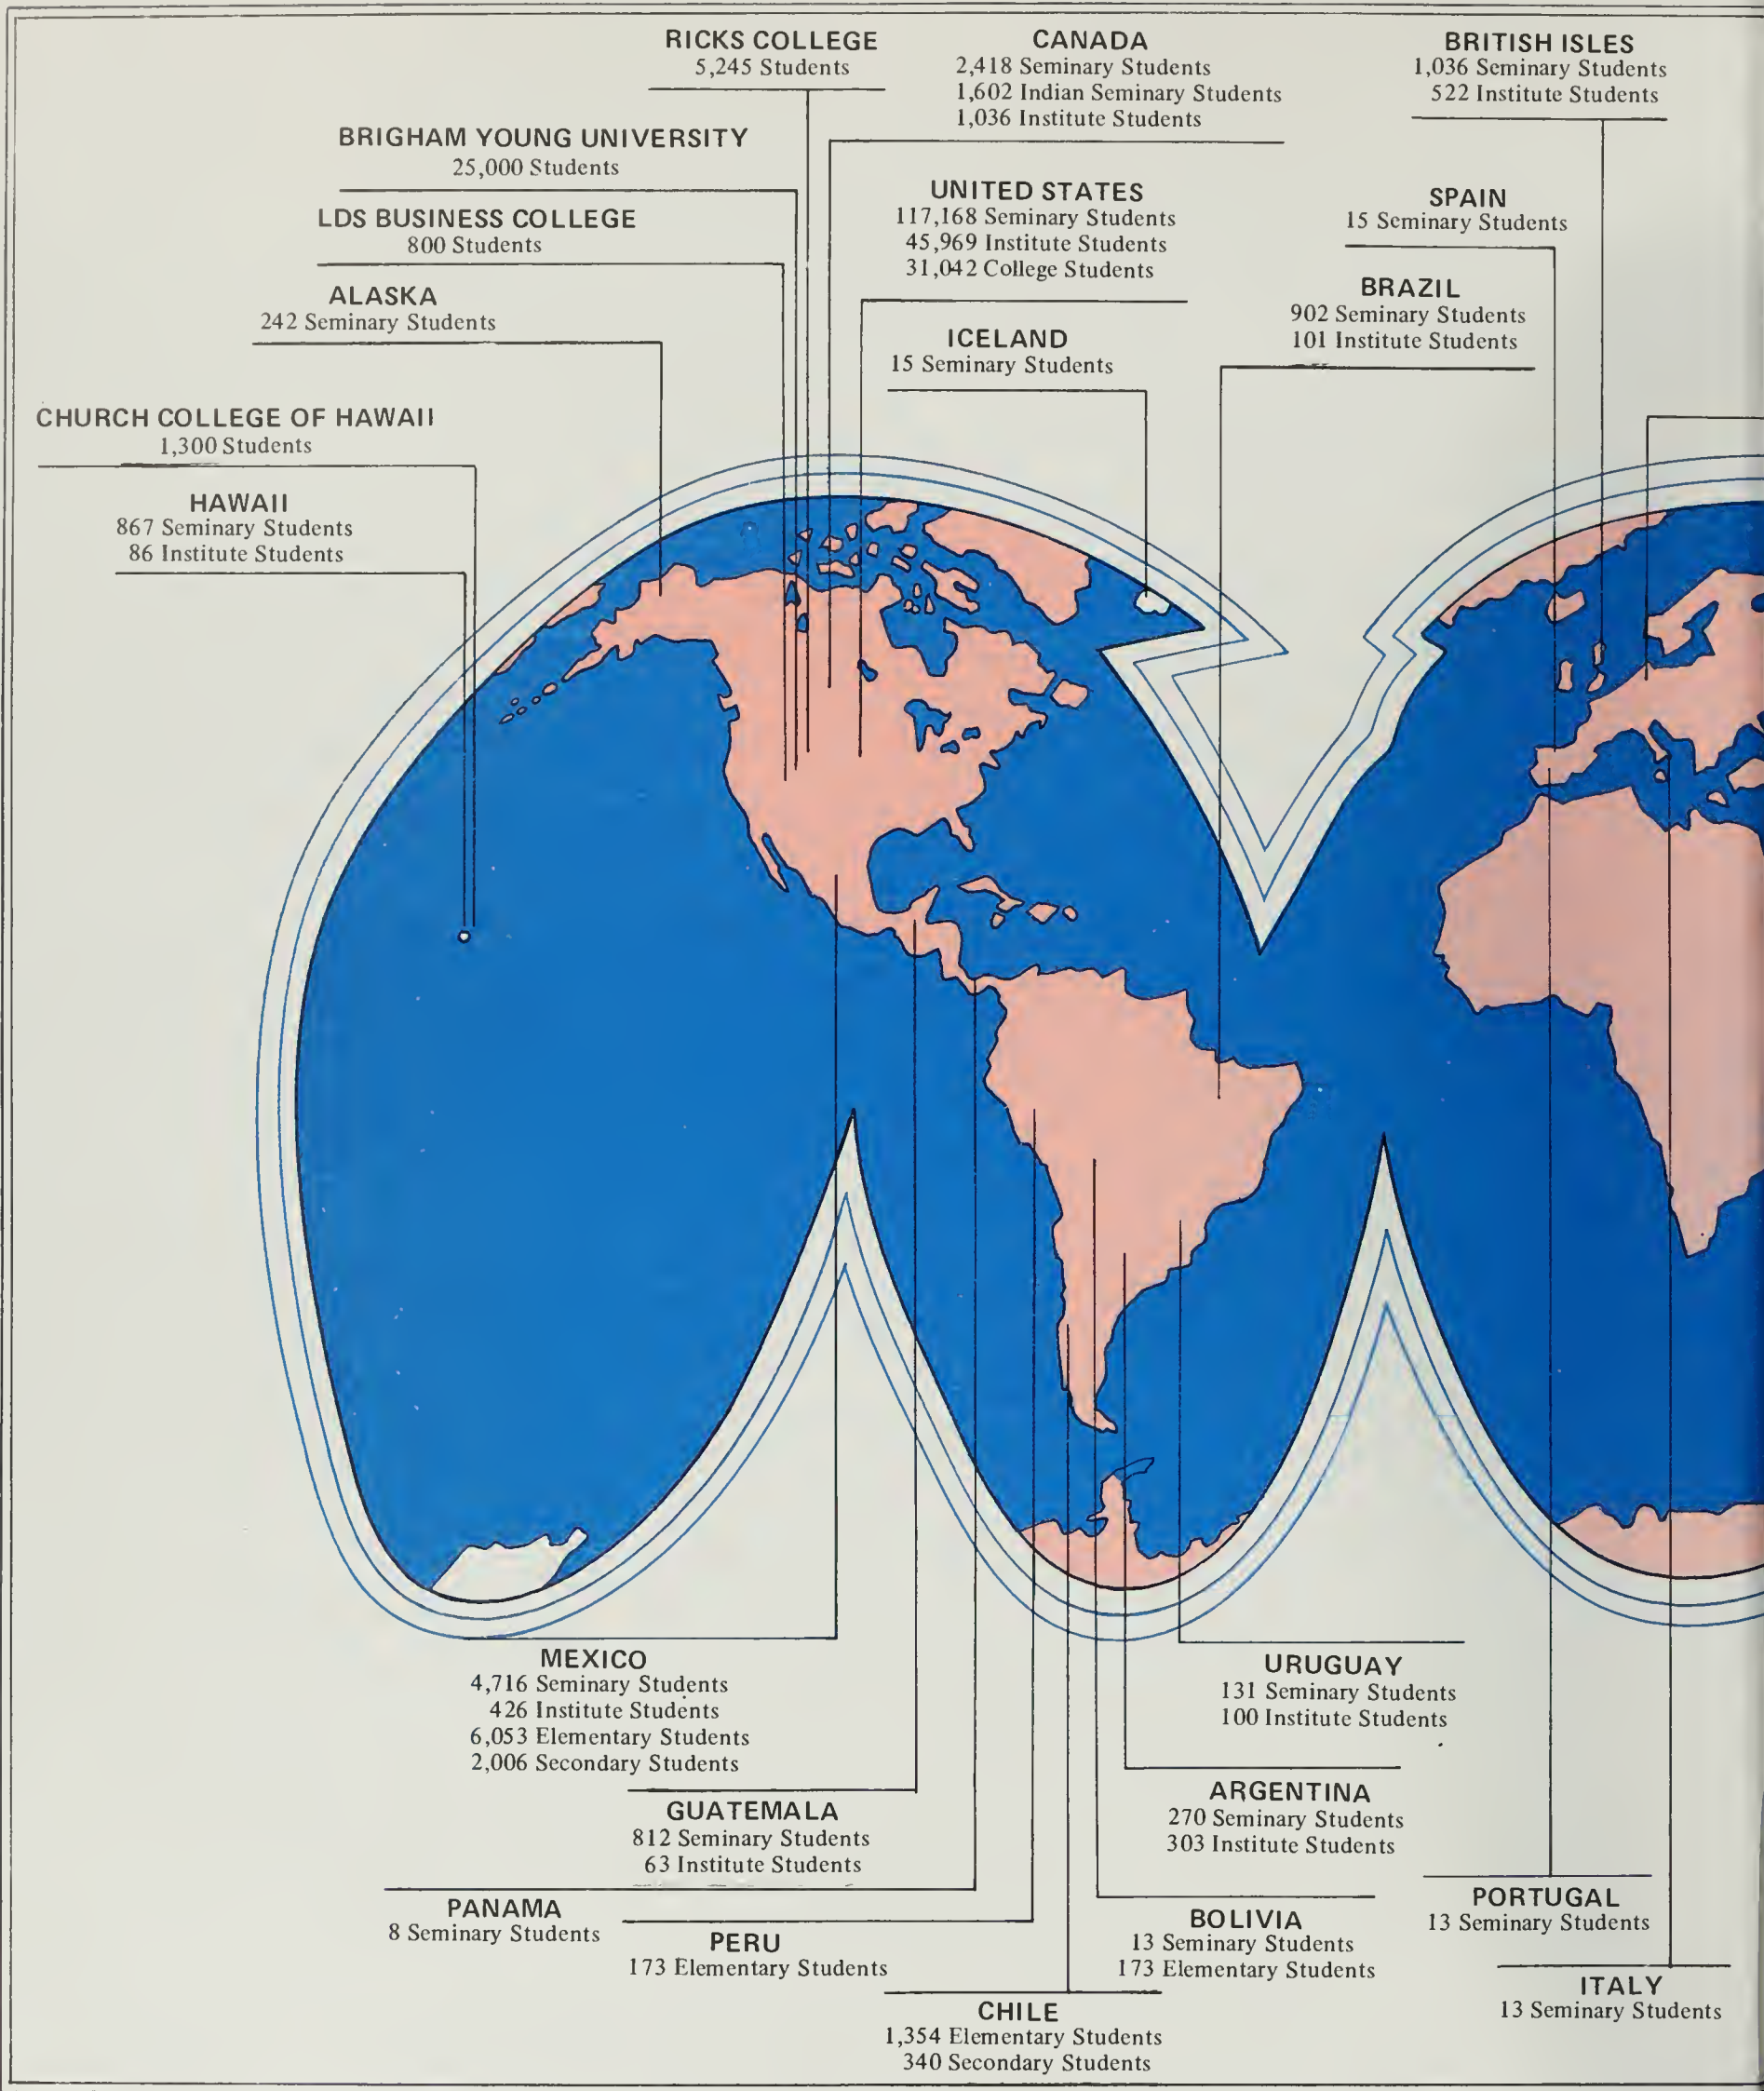 RICKS COLLEGE
5,245 Students
CANADA
2,418 Seminary Students
1,602 Indian Seminary Students
1,036 Institute Students
BRITISH ISLES
1,036 Seminary Students
522 Institute Students
BRIGHAM YOUNG UNIVERSITY
25,000 Students
UNITED STATES
117,168 Seminary Students
45,969 Institute Students
31,042 College Students
SPAIN
15 Seminary Students
LDS BUSINESS COLLEGE
800 Students
BRAZIL
902 Seminary Students
101 Institute Students
ALASKA
242 Seminary Students
ICELAND
15 Seminary Students
CHURCH COLLEGE OF HAWAII
1,300 Students
HAWAII
867 Seminary Students
86 Institute Students
MEXICO
4,716 Seminary Students
426 Institute Students
6,053 Elementary Students
2,006 Secondary Students
URUGUAY
131 Seminary Students
100 Institute Students
GUATEMALA
812 Seminary Students
63 Institute Students
ARGENTINA
270 Seminary Students
303 Institute Students
PANAMA
8 Seminary Students
PERU
173 Elementary Students
BOLIVIA
13 Seminary Students
173 Elementary Students
PORTUGAL
13 Seminary Students
CHILE
1,354 Elementary Students
340 Secondary Students
ITALY
13 Seminary Students